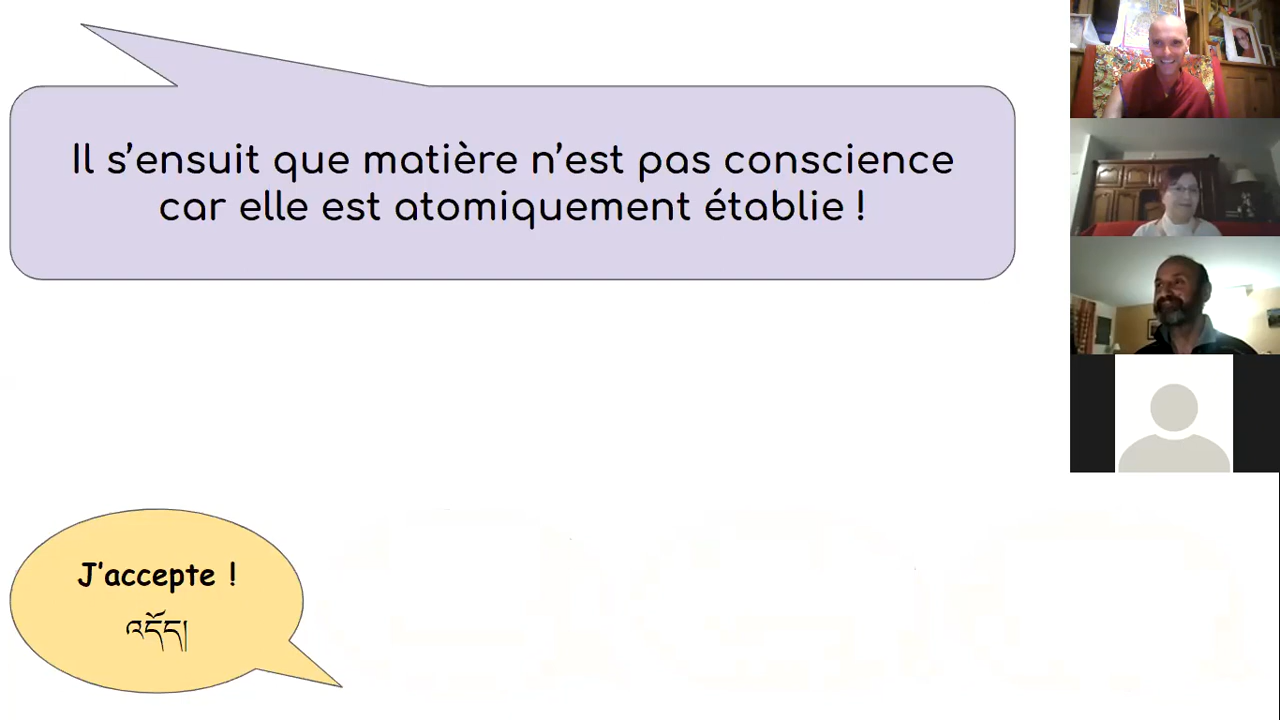 Il s’ensuit que matière n’est pas conscience
car elle est atomiquement établie !
J’accepte !
འདོད།